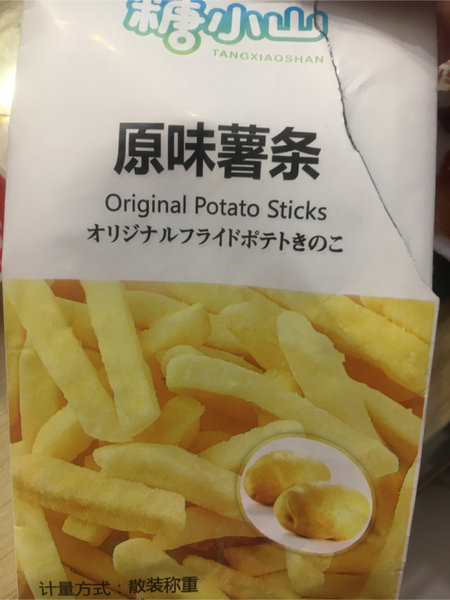 糖小山
TANGXIAOSHAN
原味薯条
Original Potato Sticks
オリジナルフライドポテトきのこ
计量方式：散装称重